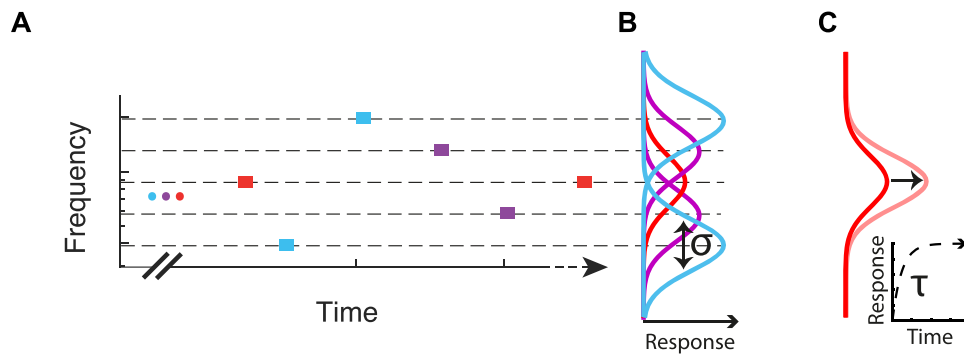 A
B
C
Frequency
Time
σ
Response
Response
τ
Time